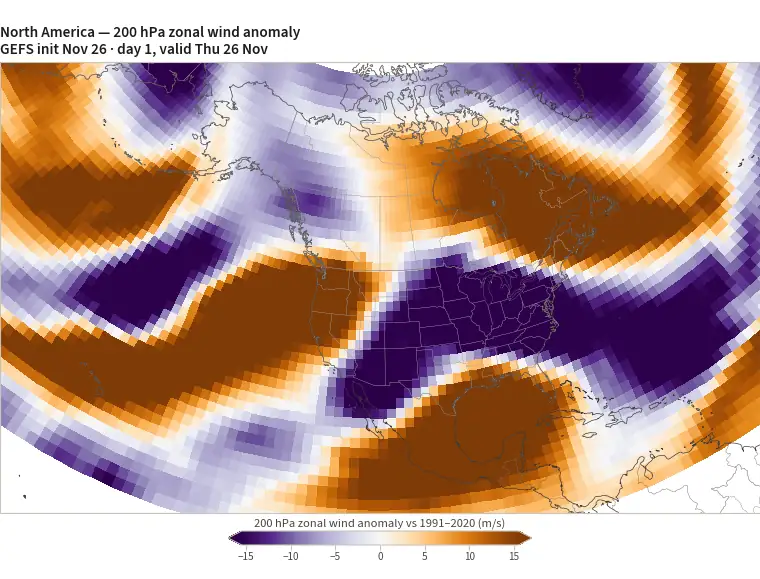 North America — 200 hPa zonal wind anomaly
GEFS init Nov 26 · day 1, valid Thu 26 Nov
200 hPa zonal wind anomaly vs 1991–2020 (m/s)
−15 −10 −5 0 5 10 15